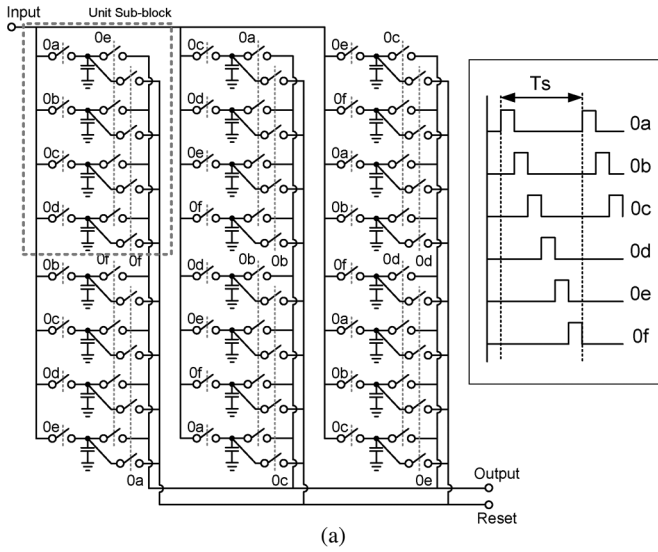 Input
Unit Sub-block
0a 0e 0c 0a 0e 0c
0b 0d 0f
0c 0e 0a
0d 0f 0b
0b 0f 0f 0d 0b 0b 0f 0d 0d
0c 0e 0a
0d 0f 0b
0e 0a 0c
0a 0c 0e
Output
Reset
Ts
0a
0b
0c
0d
0e
0f
(a)